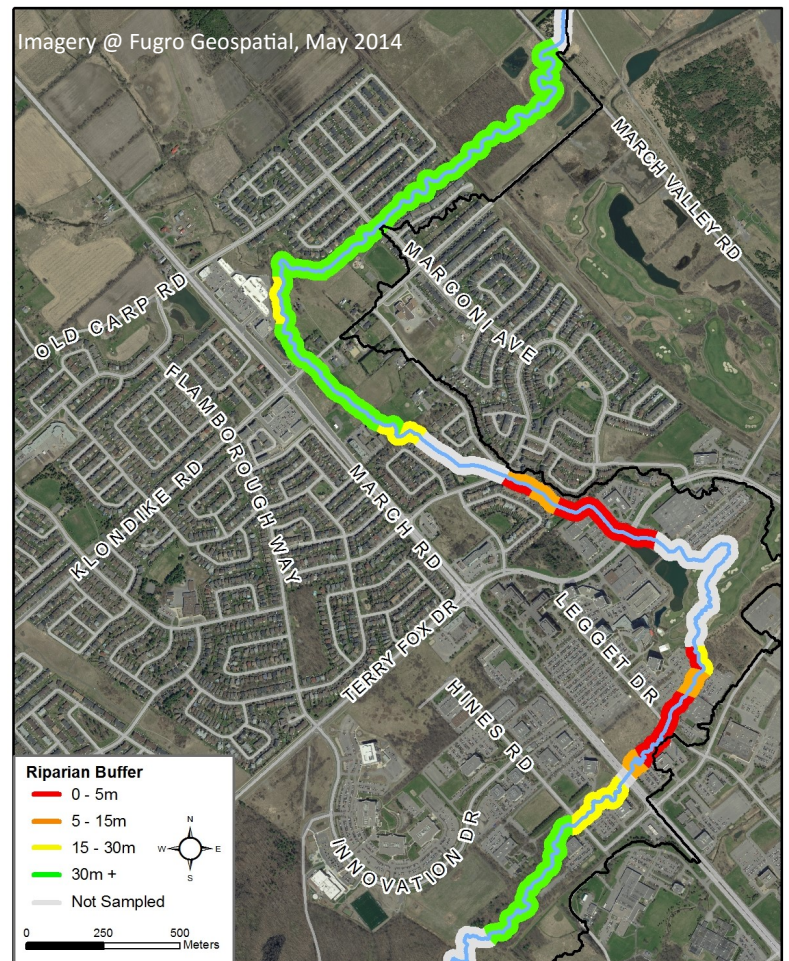 Imagery @ Fugro Geospatial, May 2014
MARCH VALLEY RD
MARCONI AVE
OLD CARP RD
FLAMBOROUGH WAY
KLONDIKE RD
MARCH RD
TERRY FOX DR
LEGGET DR
HINES RD
INNOVATION DR
Riparian Buffer
0 - 5m
5 - 15m
15 - 30m
30m +
Not Sampled
N
W E
S
0 250 500
Meters